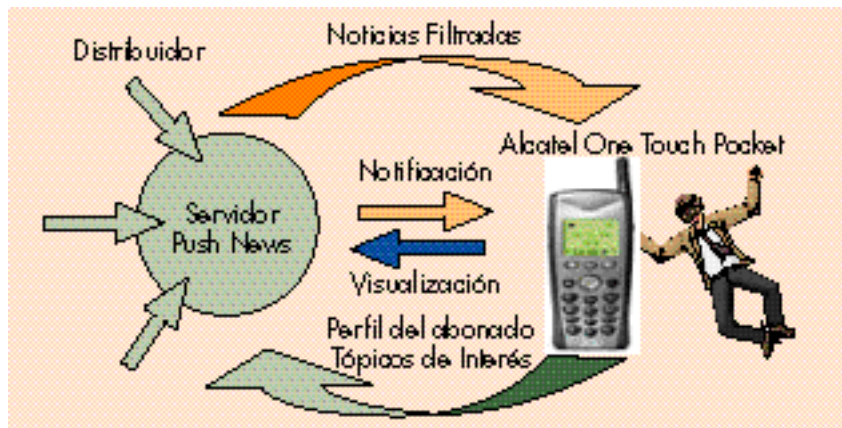 Distribuidor
Noticias Filtradas
Alcatel One Touch Pocket
Notificación
Servidor
Push News
Visualización
Perfil del abonado
Tópicos de Interés